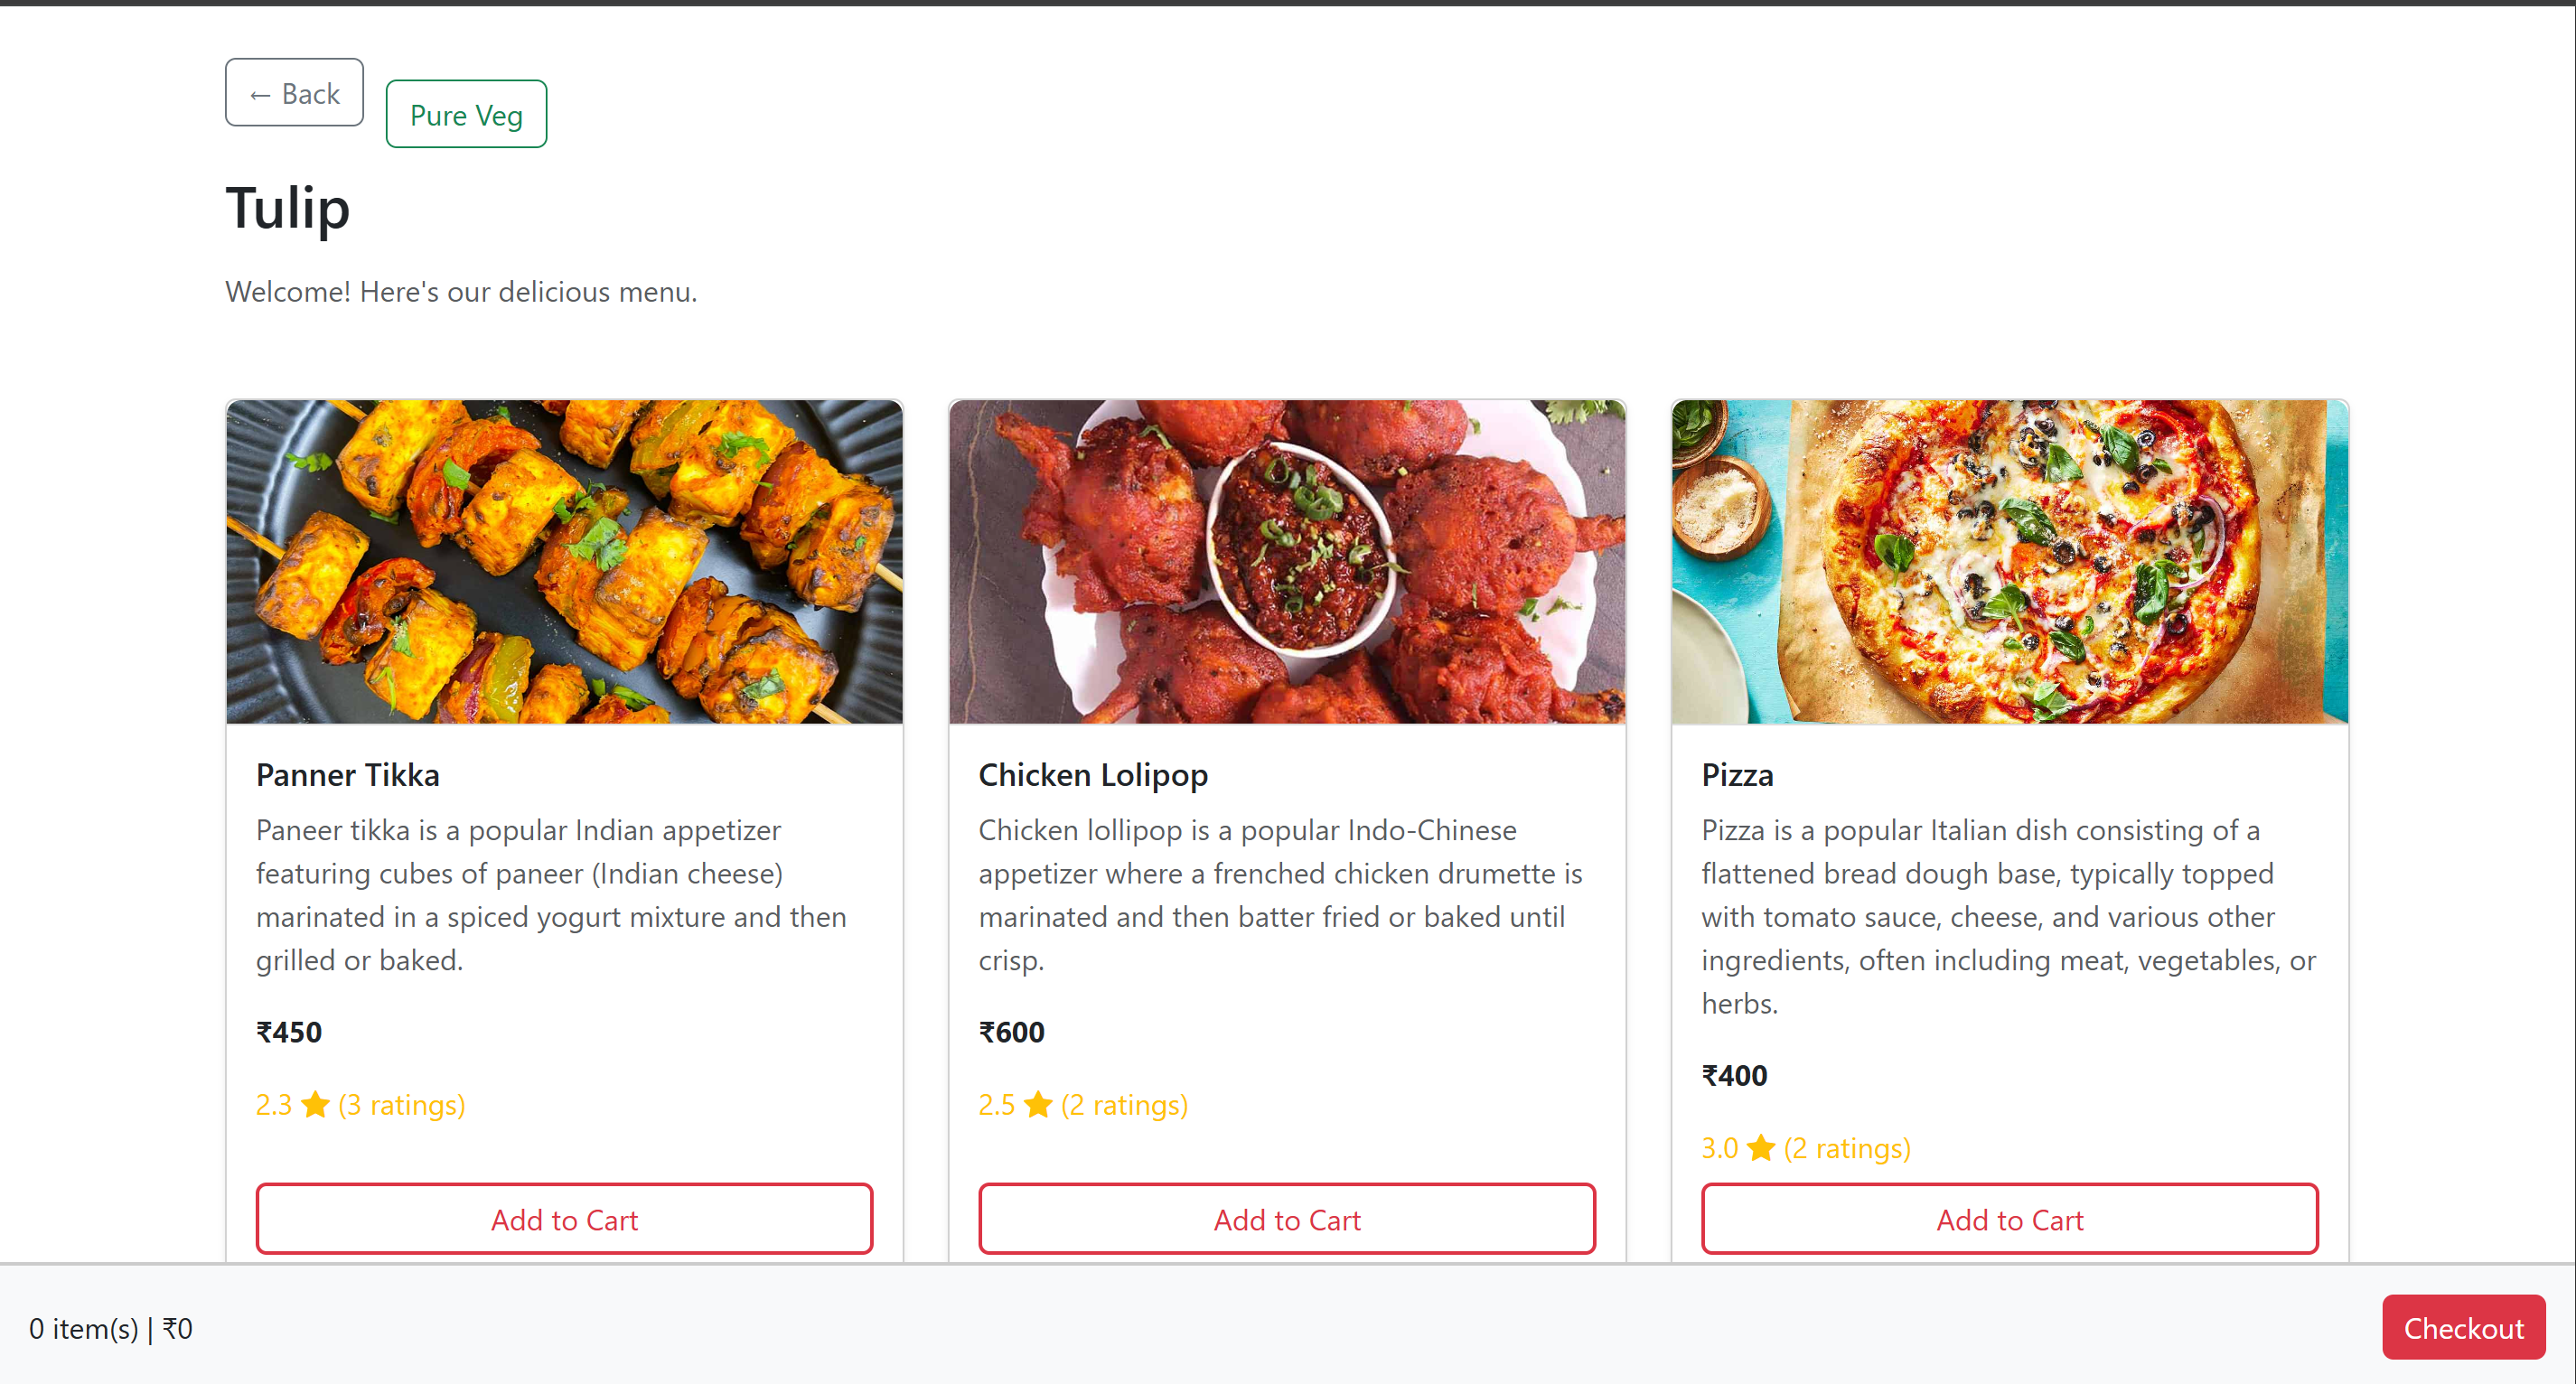 ← Back
Pure Veg
Tulip
Welcome! Here's our delicious menu.
Panner Tikka
Paneer tikka is a popular Indian appetizer
featuring cubes of paneer (Indian cheese)
marinated in a spiced yogurt mixture and then
grilled or baked.
₹450
2.3 ★ (3 ratings)
Add to Cart
Chicken Lolipop
Chicken lollipop is a popular Indo-Chinese
appetizer where a frenched chicken drumette is
marinated and then batter fried or baked until
crisp.
₹600
2.5 ★ (2 ratings)
Add to Cart
Pizza
Pizza is a popular Italian dish consisting of a
flattened bread dough base, typically topped
with tomato sauce, cheese, and various other
ingredients, often including meat, vegetables, or
herbs.
₹400
3.0 ★ (2 ratings)
Add to Cart
0 item(s) | ₹0
Checkout